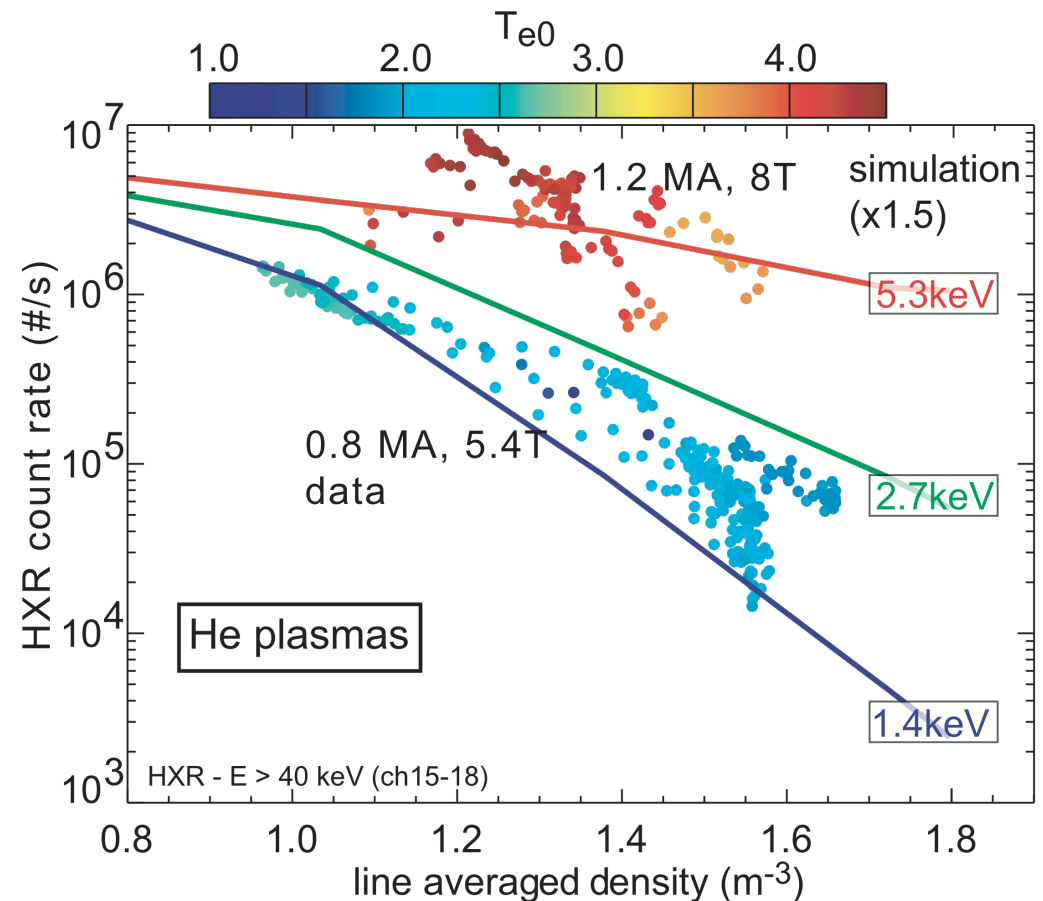 Te0
1.0 2.0 3.0 4.0
10^7
10^6
10^5
10^4
10^3
HXR count rate (#/s)
1.2 MA, 8T
simulation
(x1.5)
5.3keV
0.8 MA, 5.4T
data
2.7keV
He plasmas
1.4keV
HXR - E > 40 keV (ch15-18)
0.8 1.0 1.2 1.4 1.6 1.8
line averaged density (m^-3)